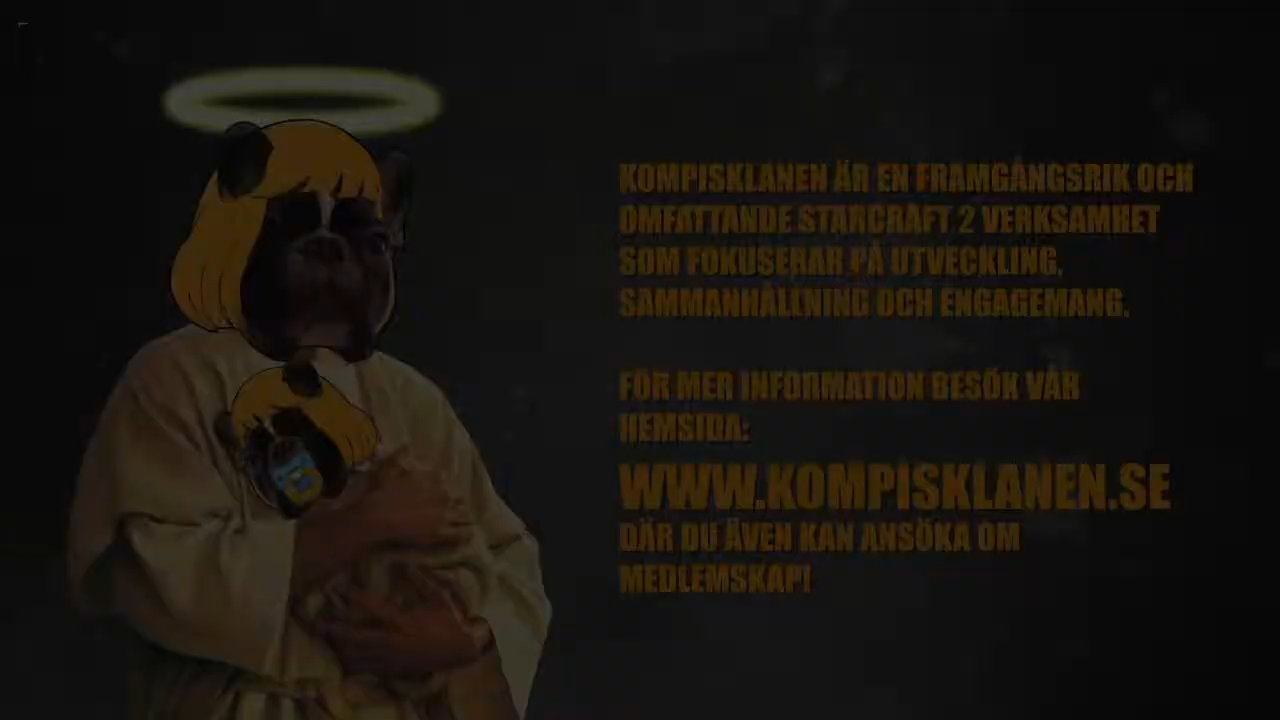 KOMPISKLANEN ÄR EN FRAMGÅNGSRIK OCH
OMFATTANDE STARCRAFT 2 VERKSAMHET
SOM FOKUSERAR PÅ UTVECKLING,
SAMMANHÅLLNING OCH ENGAGEMANG.
FÖR MER INFORMATION BESÖK VÅR
HEMSIDA:
WWW.KOMPISKLANEN.SE
DÄR DU ÄVEN KAN ANSÖKA OM
MEDLEMSKAP!